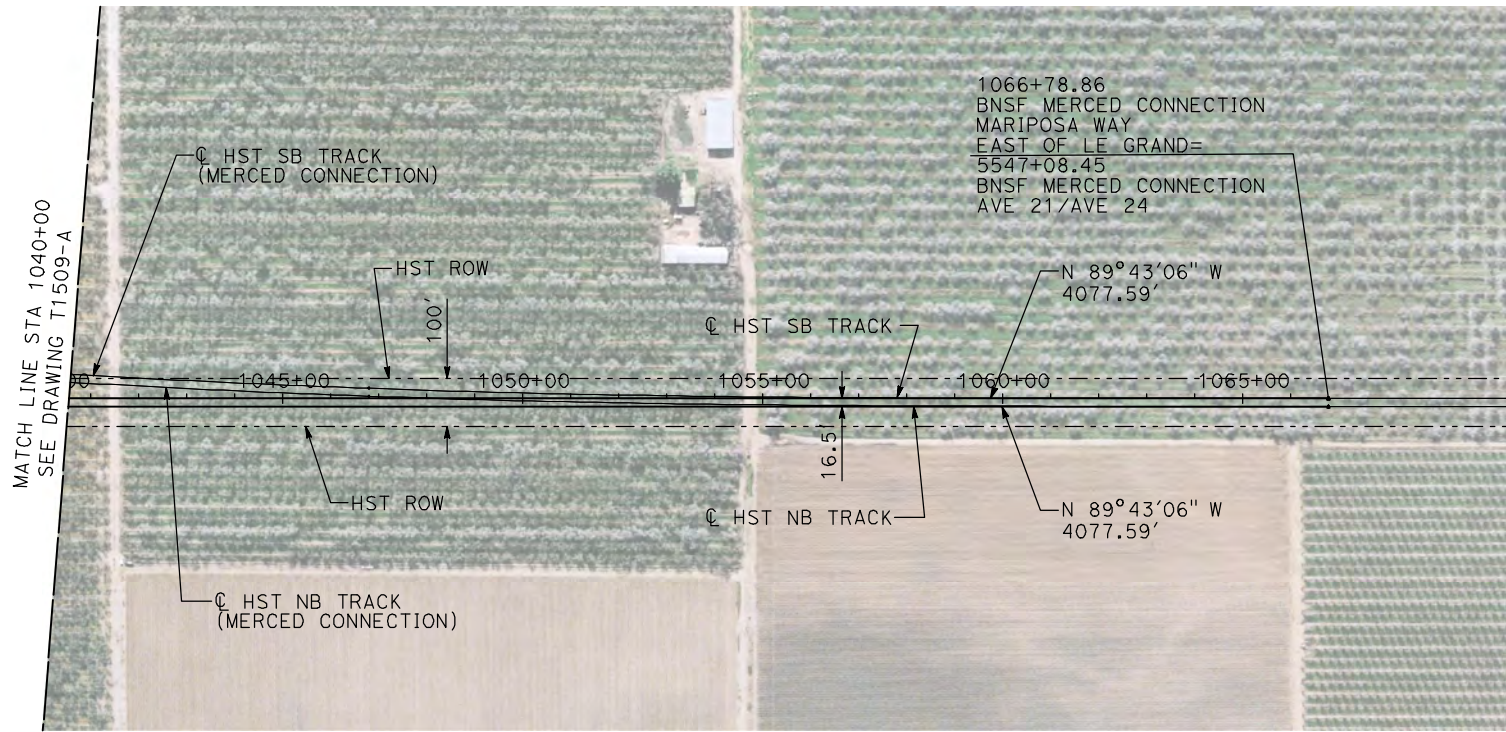 1066+78.86
BNSF MERCED CONNECTION
MARIPOSA WAY
EAST OF LE GRAND=
5547+08.45
BNSF MERCED CONNECTION
AVE 21/AVE 24
℄ HST SB TRACK
(MERCED CONNECTION)
MATCH LINE STA 1040+00
SEE DRAWING T1509-A
HST ROW
100'
N 89°43'06" W
4077.59'
℄ HST SB TRACK
00
1045+00
1050+00
1055+00
1060+00
1065+00
16.5'
HST ROW
℄ HST NB TRACK
N 89°43'06" W
4077.59'
℄ HST NB TRACK
(MERCED CONNECTION)